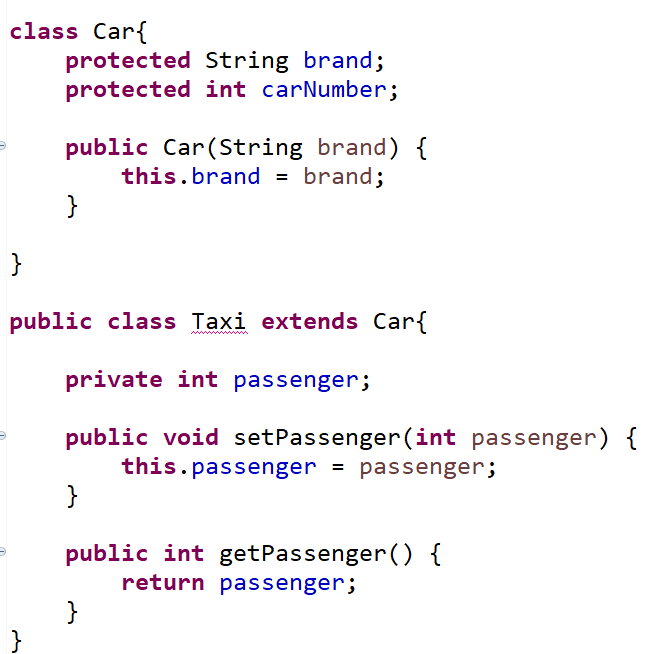 class Car{
protected String brand;
protected int carNumber;
public Car(String brand) {
this.brand = brand;
}
}
public class Taxi extends Car{
private int passenger;
public void setPassenger(int passenger) {
this.passenger = passenger;
}
public int getPassenger() {
return passenger;
}
}